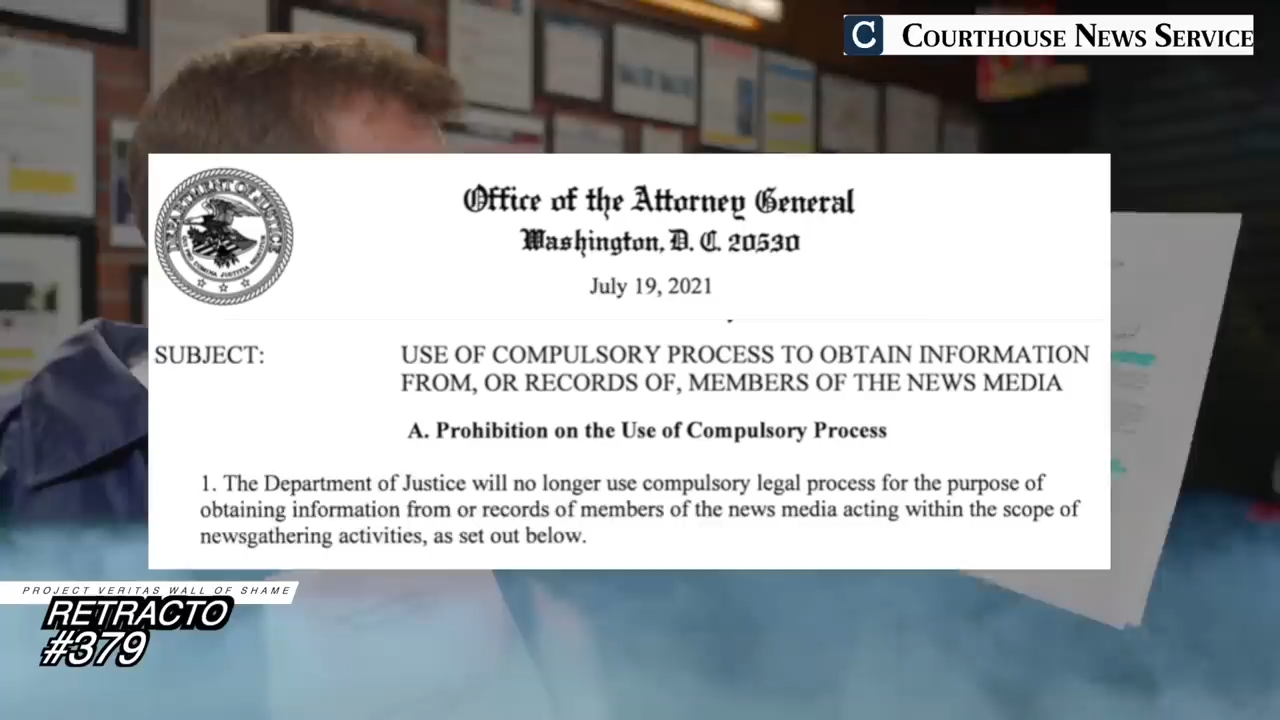 C COURTHOUSE NEWS SERVICE
DEPARTMENT OF JUSTICE
Office of the Attorney General
Washington, D. C. 20530
July 19, 2021
SUBJECT: USE OF COMPULSORY PROCESS TO OBTAIN INFORMATION
FROM, OR RECORDS OF, MEMBERS OF THE NEWS MEDIA
A. Prohibition on the Use of Compulsory Process
1. The Department of Justice will no longer use compulsory legal process for the purpose of
obtaining information from or records of members of the news media acting within the scope of
newsgathering activities, as set out below.
PROJECT VERITAS WALL OF SHAME
RETRACTO
#379